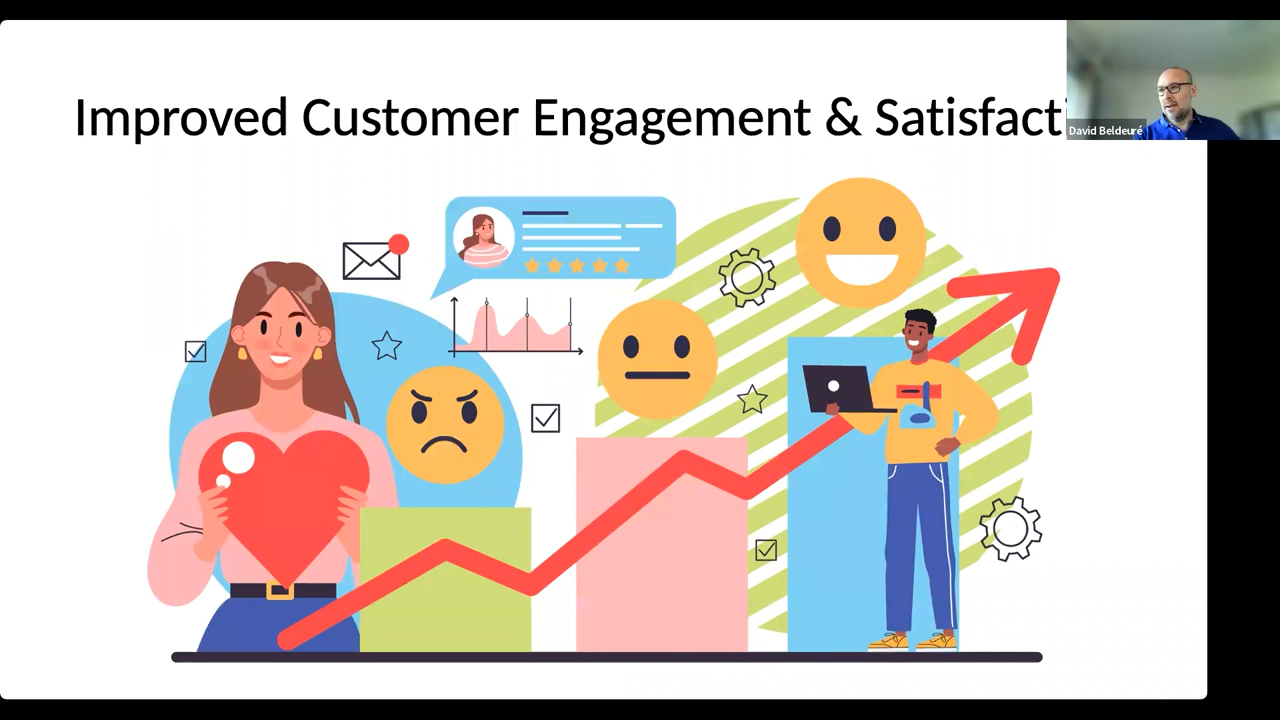 Improved Customer Engagement & Satisfacti
David Beldeuré